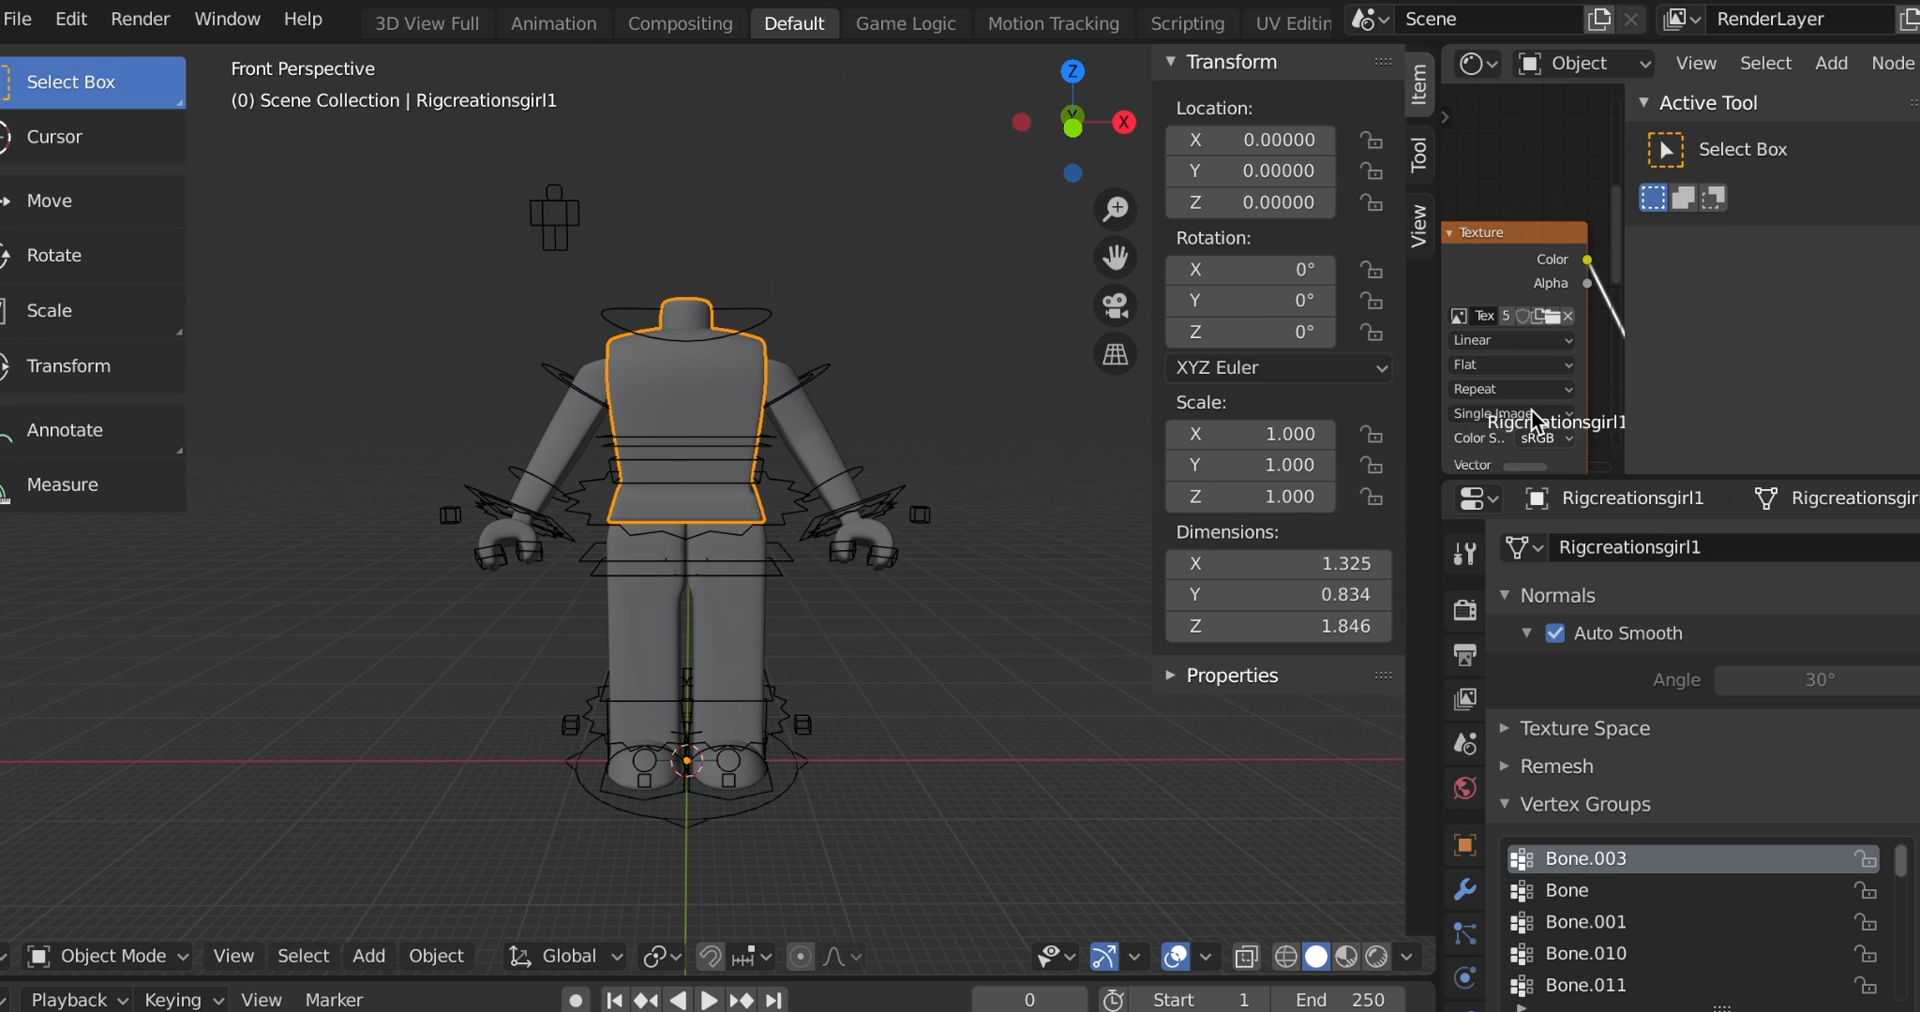 File Edit Render Window Help 3D View Full Animation Compositing Default Game Logic Motion Tracking Scripting UV Editin Scene RenderLayer
Select Box
Cursor
Move
Rotate
Scale
Transform
Annotate
Measure
Front Perspective
(0) Scene Collection | Rigcreationsgirl1
Z
Y
X
Transform
Location:
X 0.00000
Y 0.00000
Z 0.00000
Rotation:
X 0°
Y 0°
Z 0°
XYZ Euler
Scale:
X 1.000
Y 1.000
Z 1.000
Dimensions:
X 1.325
Y 0.834
Z 1.846
Properties
Item
Tool
View
Object View Select Add Node
Active Tool
Select Box
Texture
Color
Alpha
Tex 5
Linear
Flat
Repeat
Single Image
Rigcreationsgirl1
Color S.. sRGB
Vector
Rigcreationsgirl1 Rigcreationsgir
Rigcreationsgirl1
Normals
Auto Smooth
Angle 30°
Texture Space
Remesh
Vertex Groups
Bone.003
Bone
Bone.001
Bone.010
Bone.011
Object Mode View Select Add Object Global
Playback Keying View Marker 0 Start 1 End 250